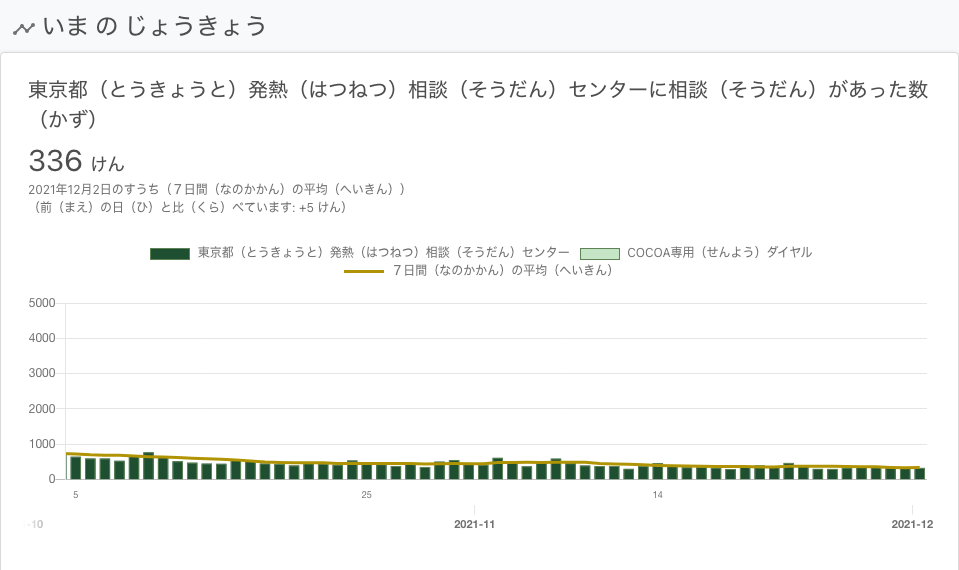 いま の じょうきょう
東京都（とうきょうと）発熱（はつねつ）相談（そうだん）センターに相談（そうだん）があった数
（かず）
336 けん
2021年12月2日のすうち（７日間（なのかかん）の平均（へいきん））
（前（まえ）の日（ひ）と比（くら）べています: +5 けん）
東京都（とうきょうと）発熱（はつねつ）相談（そうだん）センター COCOA専用（せんよう）ダイヤル
７日間（なのかかん）の平均（へいきん）
5000
4000
3000
2000
1000
0
5 25 14
-10 2021-11 2021-12